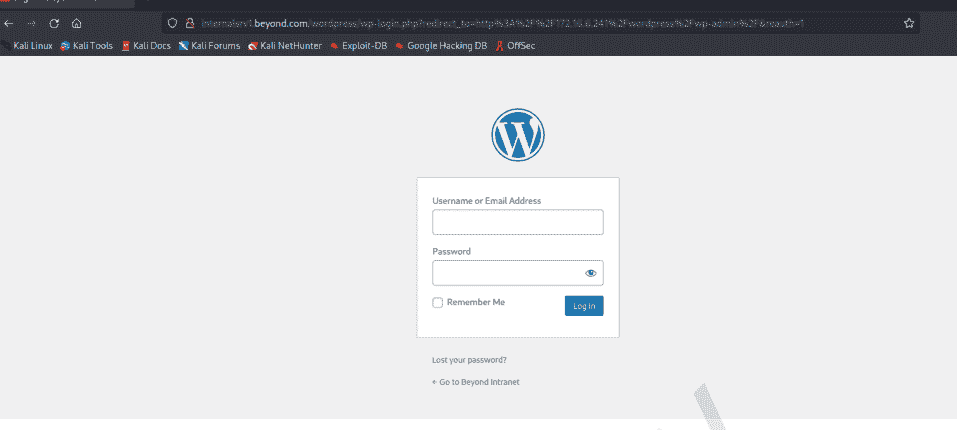 internalsrv1.beyond.com/wordpress/wp-login.php?redirect_to=http%3A%2F%2F172.16.6.241%2Fwordpress%2Fwp-admin%2F&reauth=1
Kali Linux Kali Tools Kali Docs Kali Forums Kali NetHunter Exploit-DB Google Hacking DB OffSec
Username or Email Address
Password
Remember Me
Log In
Lost your password?
← Go to Beyond Intranet